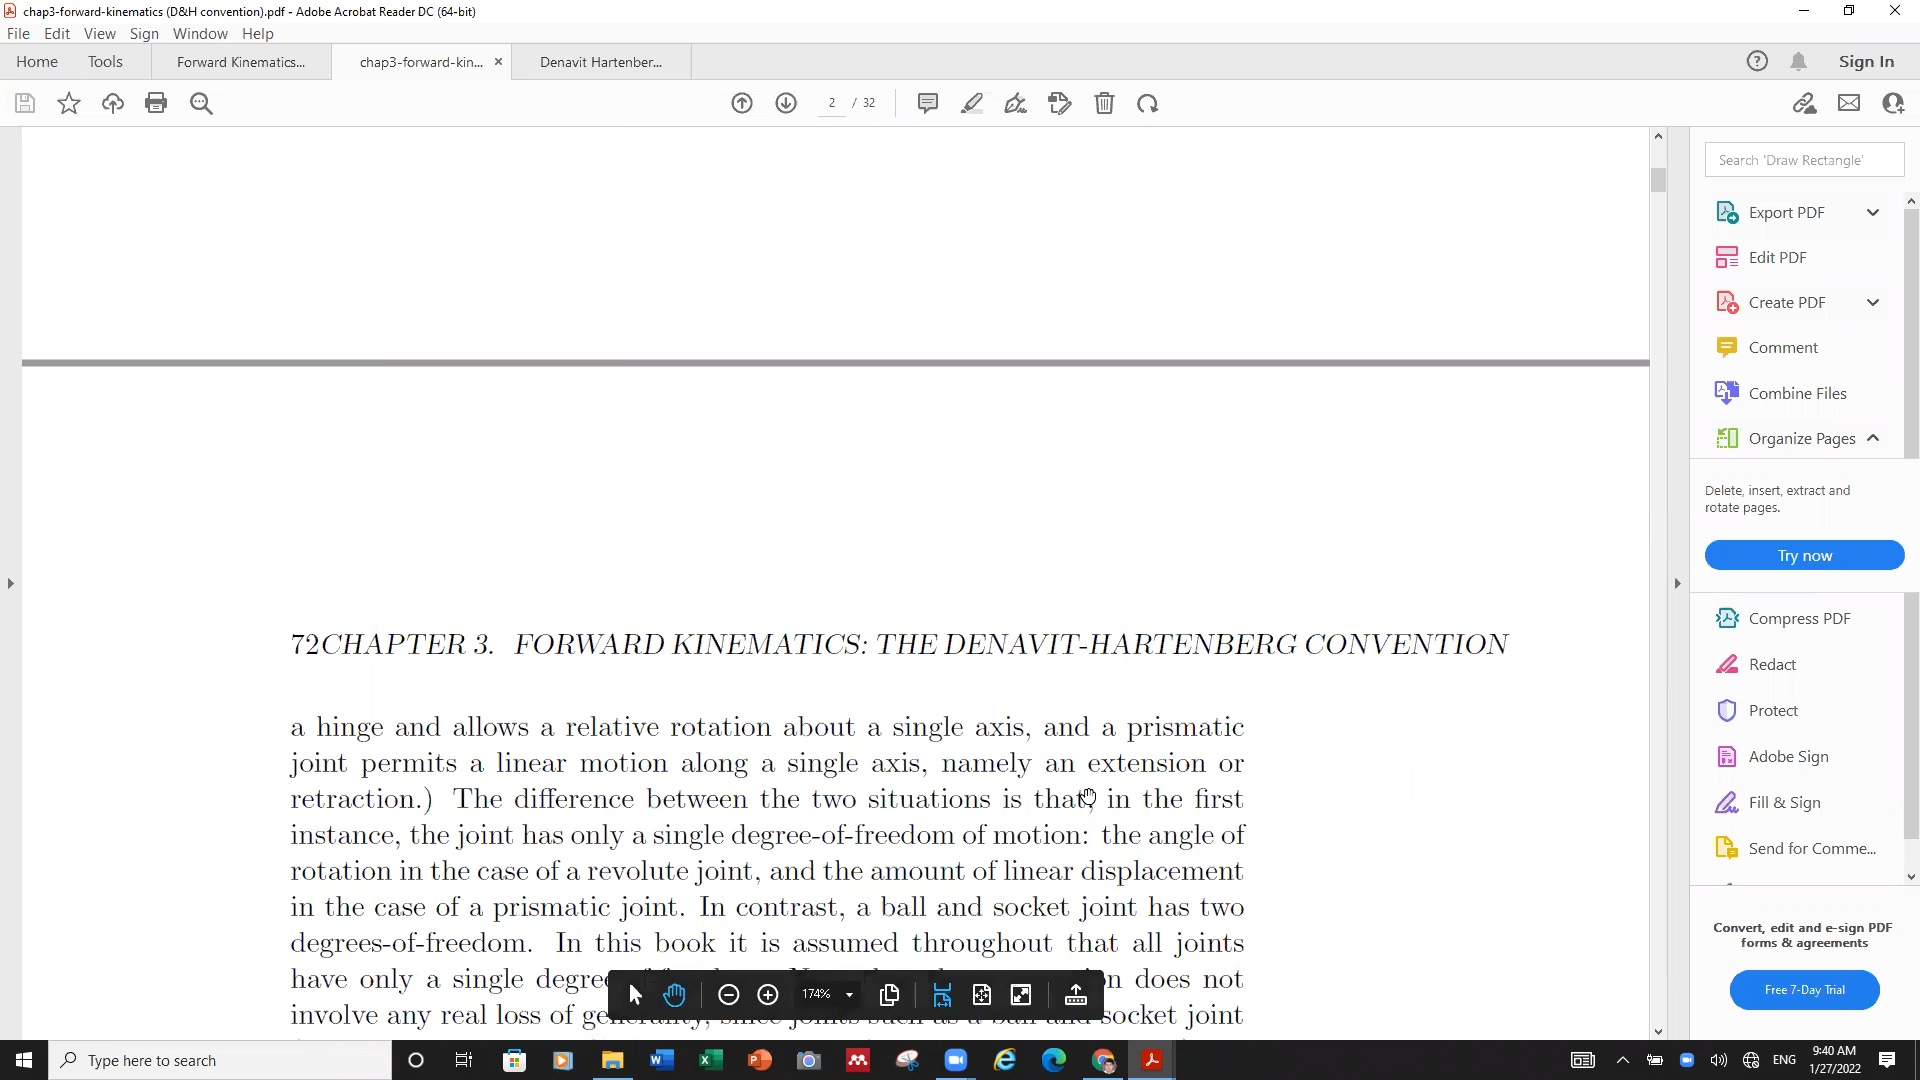 chap3-forward-kinematics (D&H convention).pdf - Adobe Acrobat Reader DC (64-bit)
File Edit View Sign Window Help
Home Tools Forward Kinematics... chap3-forward-kin... Denavit Hartenber... Sign In
2 / 32
Search 'Draw Rectangle'
Export PDF
Edit PDF
Create PDF
Comment
Combine Files
Organize Pages
Delete, insert, extract and
rotate pages.
Try now
Compress PDF
Redact
Protect
Adobe Sign
Fill & Sign
Send for Comme...
Convert, edit and e-sign PDF
forms & agreements
Free 7-Day Trial
72CHAPTER 3. FORWARD KINEMATICS: THE DENAVIT-HARTENBERG CONVENTION
a hinge and allows a relative rotation about a single axis, and a prismatic
joint permits a linear motion along a single axis, namely an extension or
retraction.) The difference between the two situations is that, in the first
instance, the joint has only a single degree-of-freedom of motion: the angle of
rotation in the case of a revolute joint, and the amount of linear displacement
in the case of a prismatic joint. In contrast, a ball and socket joint has two
degrees-of-freedom. In this book it is assumed throughout that all joints
have only a single does not
involve any real loss of socket joint
174%
Type here to search
ENG
9:40 AM
1/27/2022